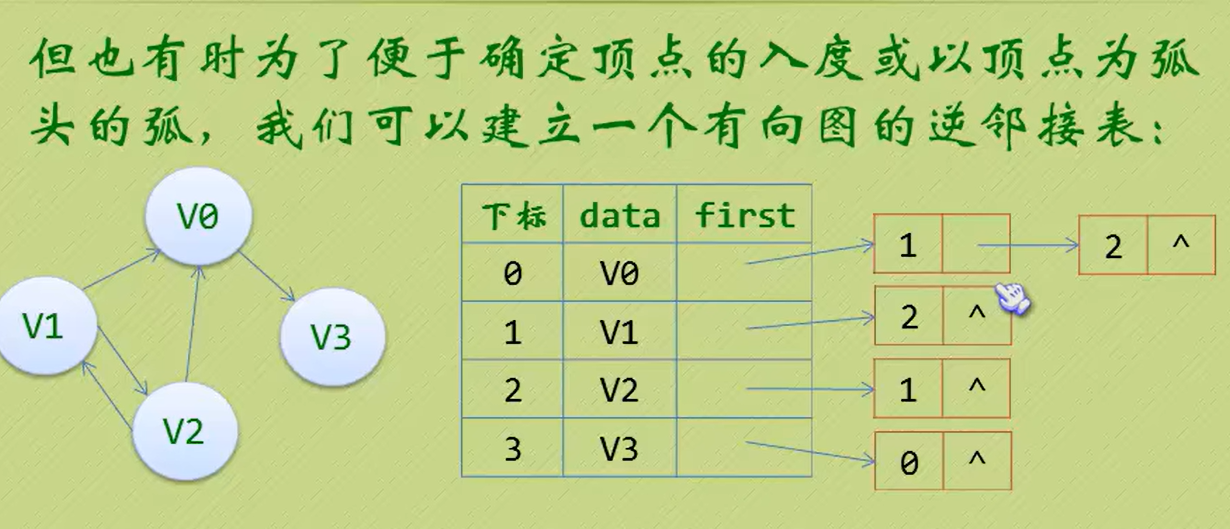 但也有时为了便于确定顶点的入度或以顶点为弧
头的弧，我们可以建立一个有向图的逆邻接表：
V0
V1
V3
V2
下标 data first
0 V0
1 V1
2 V2
3 V3
1
2 ^
2 ^
1 ^
0 ^